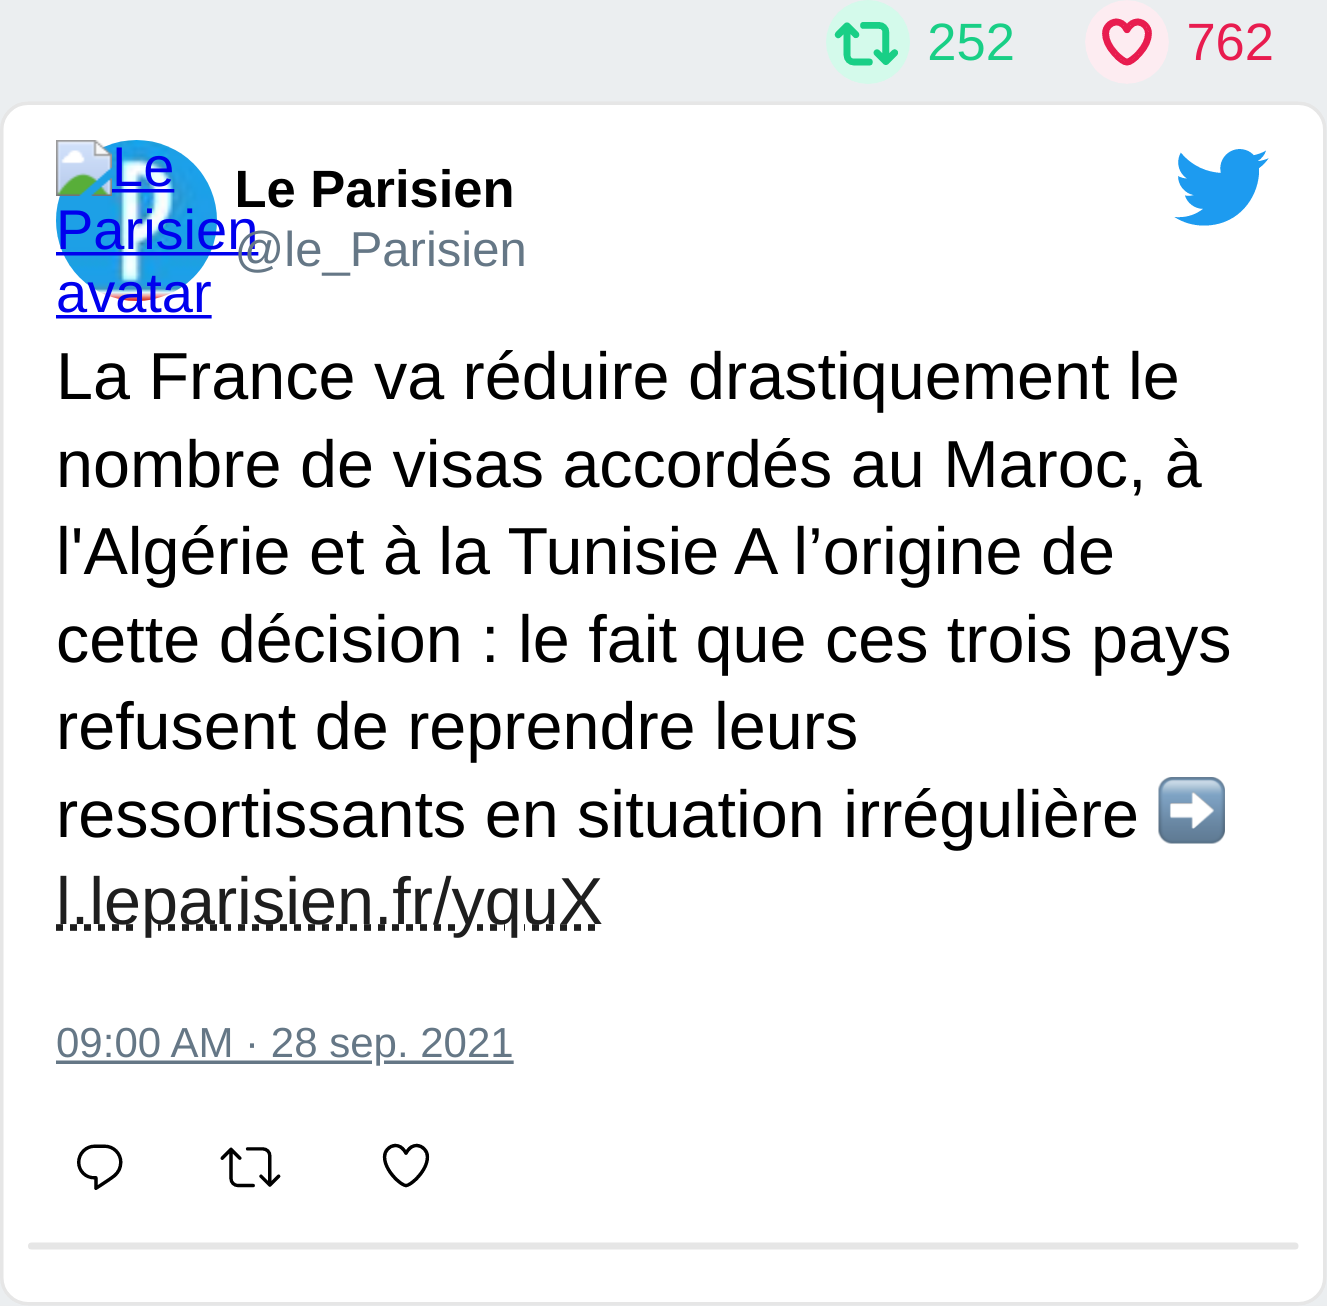 252 762
Le Parisien avatar
Le Parisien
@le_Parisien
La France va réduire drastiquement le
nombre de visas accordés au Maroc, à
l'Algérie et à la Tunisie A l’origine de
cette décision : le fait que ces trois pays
refusent de reprendre leurs
ressortissants en situation irrégulière ➡️
l.leparisien.fr/yquX
09:00 AM · 28 sep. 2021